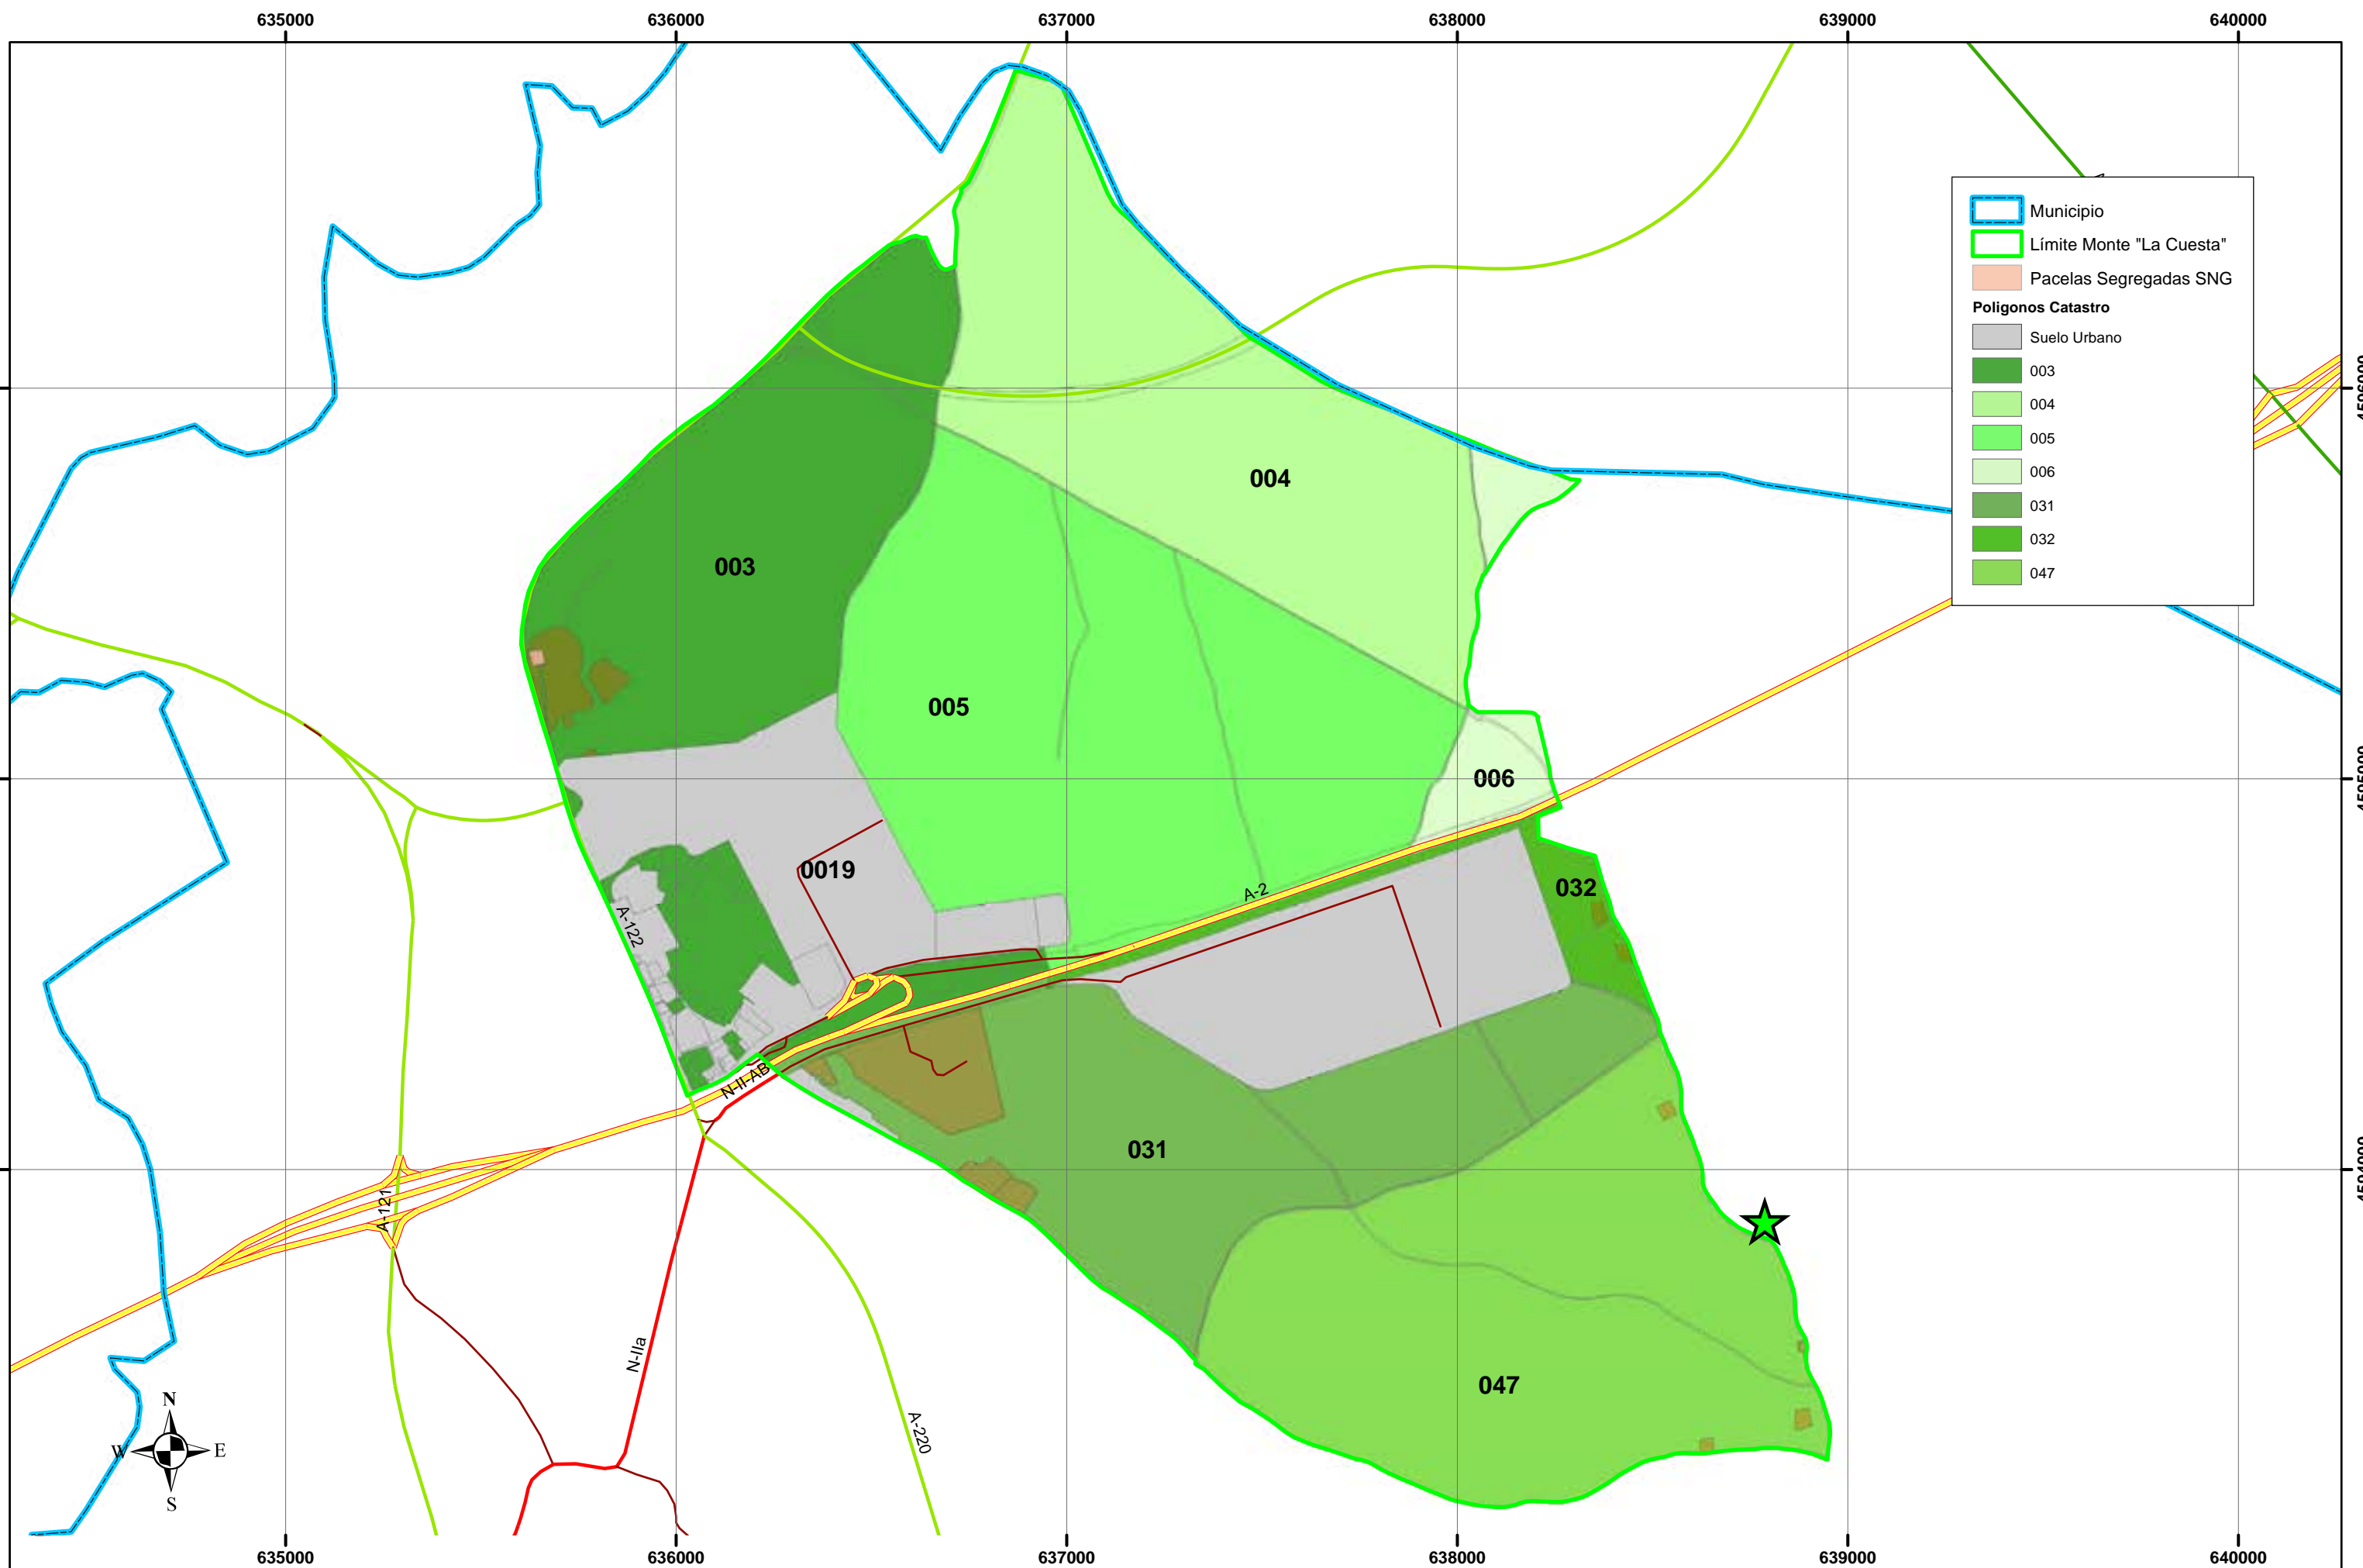 635000
636000
637000
638000
639000
640000
Municipio
Límite Monte "La Cuesta"
Pacelas Segregadas SNG
Poligonos Catastro
Suelo Urbano
003
004
005
006
031
032
047
004
003
005
006
0019
032
A-2
A-122
N-II-AB
031
A-121
N-IIa
047
A-220
N
W
E
S
635000
636000
637000
638000
639000
640000